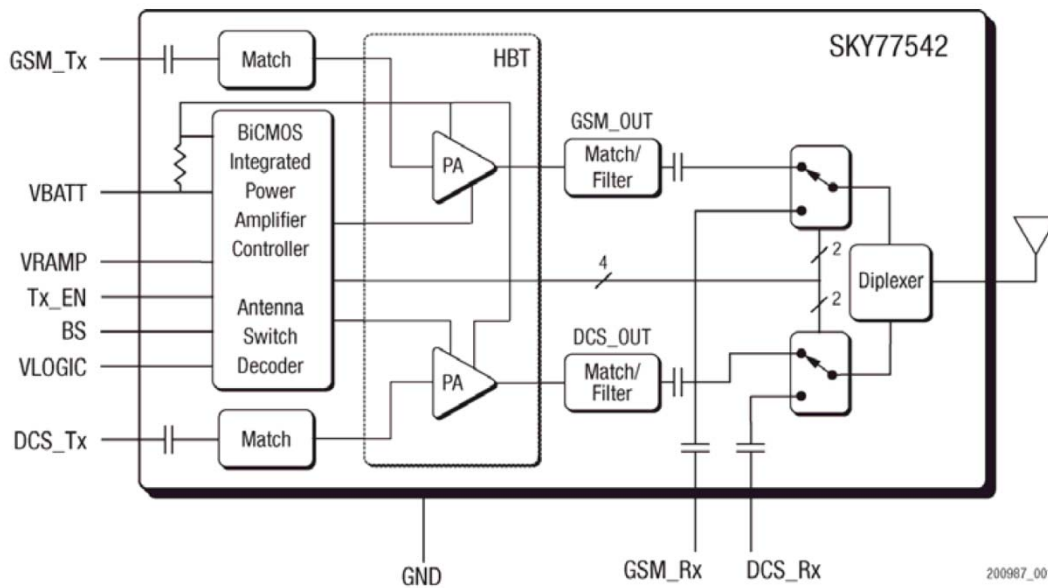 SKY77542
GSM_Tx
Match
HBT
BiCMOS
Integrated
Power
Amplifier
Controller
Antenna
Switch
Decoder
VBATT
VRAMP
Tx_EN
BS
VLOGIC
DCS_Tx
Match
PA
PA
GSM_OUT
Match/
Filter
4
DCS_OUT
Match/
Filter
2
2
Diplexer
GND
GSM_Rx
DCS_Rx
200987_001